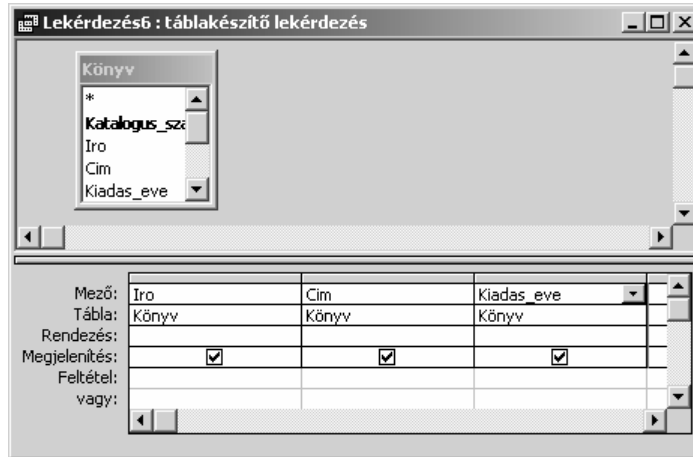 Lekérdezés6 : táblakészítő lekérdezés
Könyv
*
Katalogus_szá
Iro
Cim
Kiadas_eve
Mező: Iro Cim Kiadas_eve
Tábla: Könyv Könyv Könyv
Rendezés:
Megjelenítés:
Feltétel:
vagy: